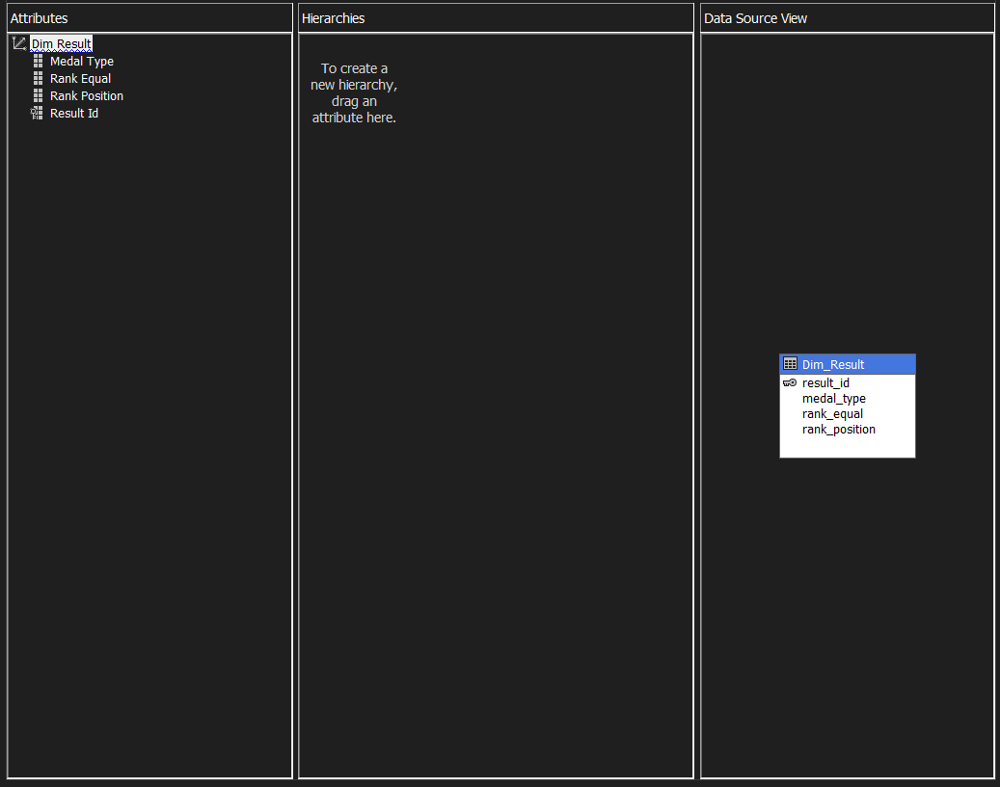 Attributes
Dim Result
Medal Type
Rank Equal
Rank Position
Result Id
Hierarchies
To create a
new hierarchy,
drag an
attribute here.
Data Source View
Dim_Result
result_id
medal_type
rank_equal
rank_position